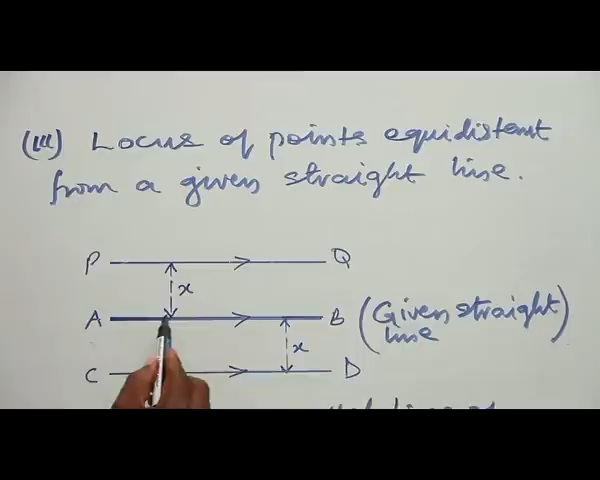 (iii) Locus of points equidistant
from a given straight line.
P Q
x
A B (Given straight
line)
x
C D